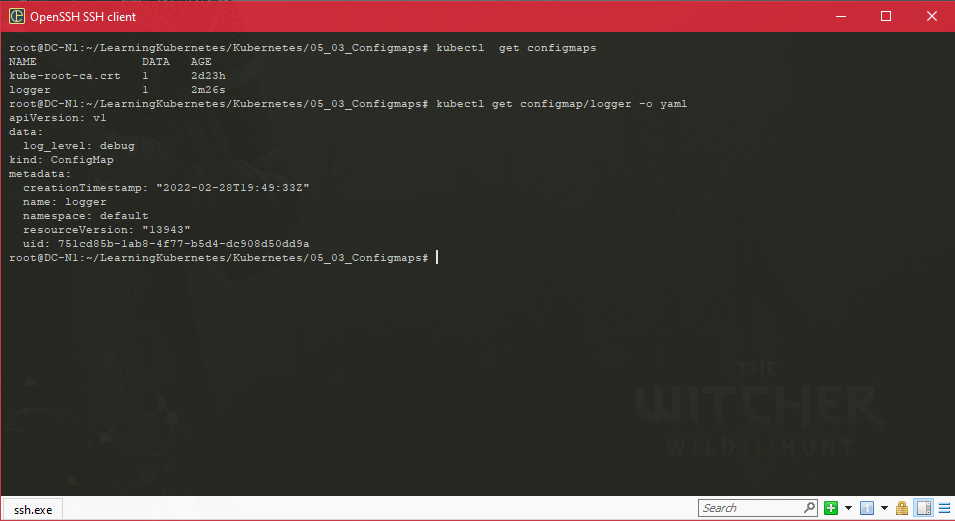 OpenSSH SSH client
root@DC-N1:~/LearningKubernetes/Kubernetes/05_03_Configmaps# kubectl  get configmaps
NAME               DATA   AGE
kube-root-ca.crt   1      2d23h
logger             1      2m26s
root@DC-N1:~/LearningKubernetes/Kubernetes/05_03_Configmaps# kubectl get configmap/logger -o yaml
apiVersion: v1
data:
  log_level: debug
kind: ConfigMap
metadata:
  creationTimestamp: "2022-02-28T19:49:33Z"
  name: logger
  namespace: default
  resourceVersion: "13943"
  uid: 751cd85b-1ab8-4f77-b5d4-dc908d50dd9a
root@DC-N1:~/LearningKubernetes/Kubernetes/05_03_Configmaps#
THE
WITCHER
WILD HUNT
ssh.exe
Search